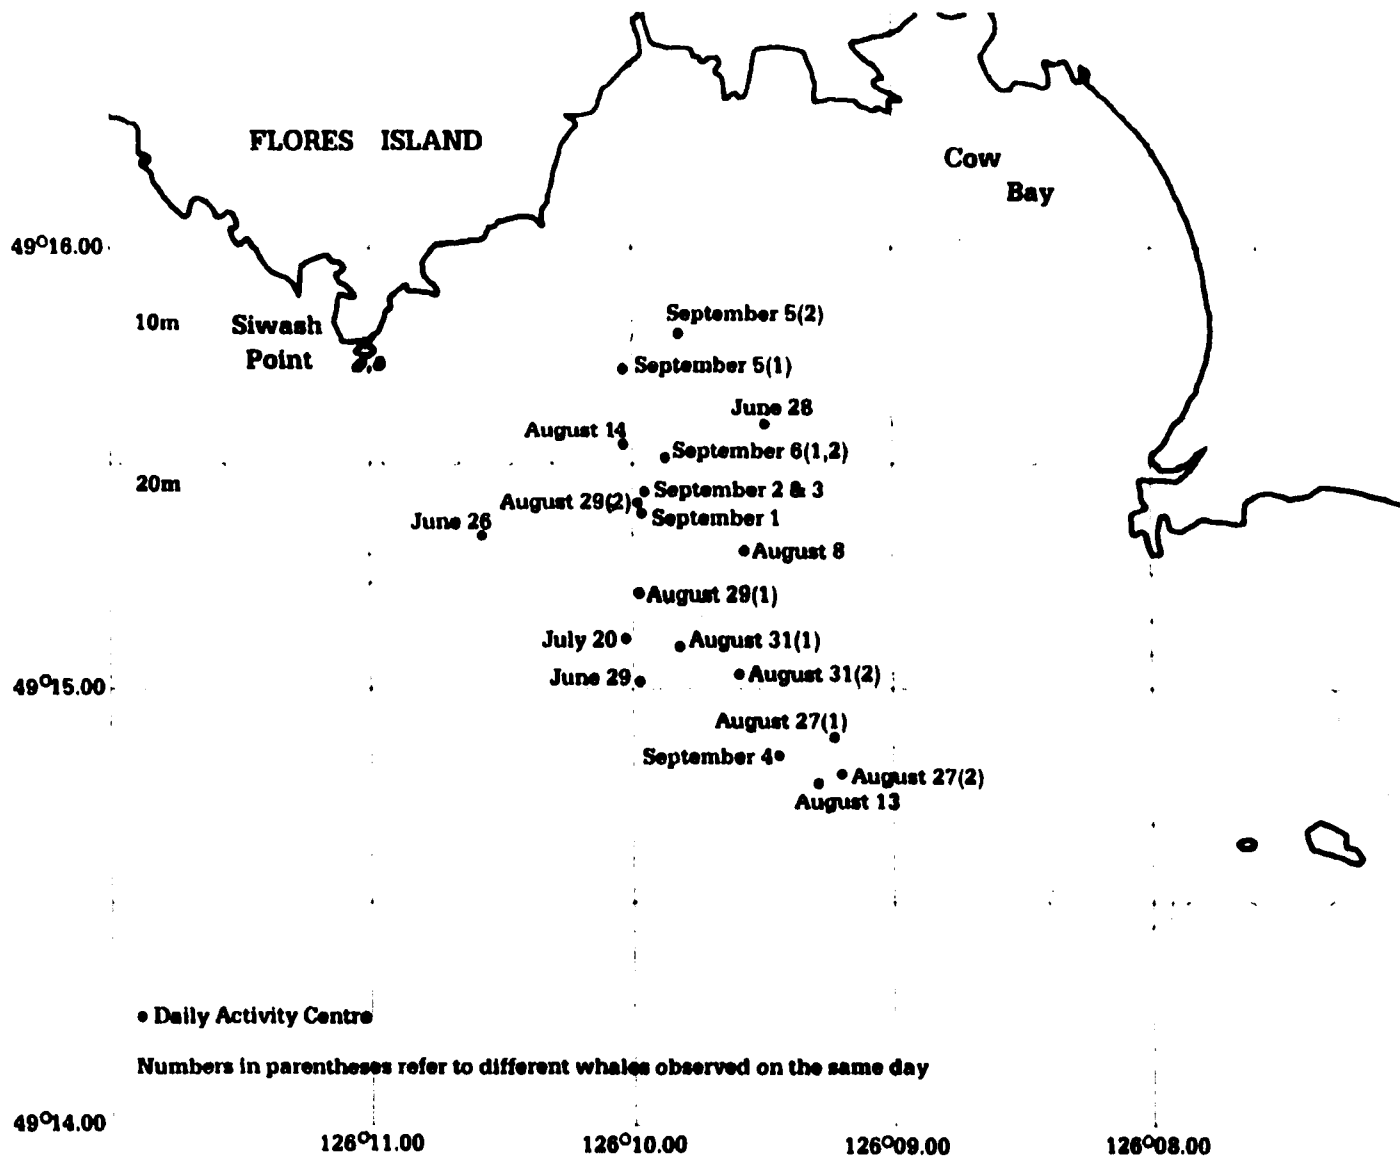 FLORES ISLAND
Cow
Bay
49°16.00
10m
Siwash
Point
September 5(2)
September 5(1)
June 28
August 14
September 6(1,2)
20m
September 2 & 3
August 29(2)
September 1
June 26
August 8
August 29(1)
July 20
August 31(1)
June 29
August 31(2)
49°15.00
August 27(1)
September 4
August 27(2)
August 13
Daily Activity Centre
Numbers in parentheses refer to different whales observed on the same day
49°14.00
126°11.00
126°10.00
126°09.00
126°08.00